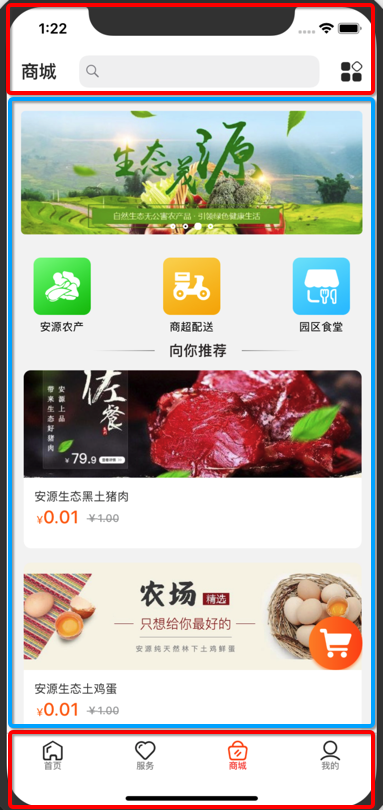 1:22
商城
生态茂源
自然生态无公害农产品·引领绿色健康生活
安源农产
商超配送
园区食堂
向你推荐
佐餐
安源上品
带来生态好猪肉
¥79.9
安源生态黑土猪肉
¥0.01 ¥1.00
农场 精选
只想给你最好的
安源纯天然林下土鸡鲜蛋
安源生态土鸡蛋
¥0.01 ¥1.00
首页
服务
商城
我的